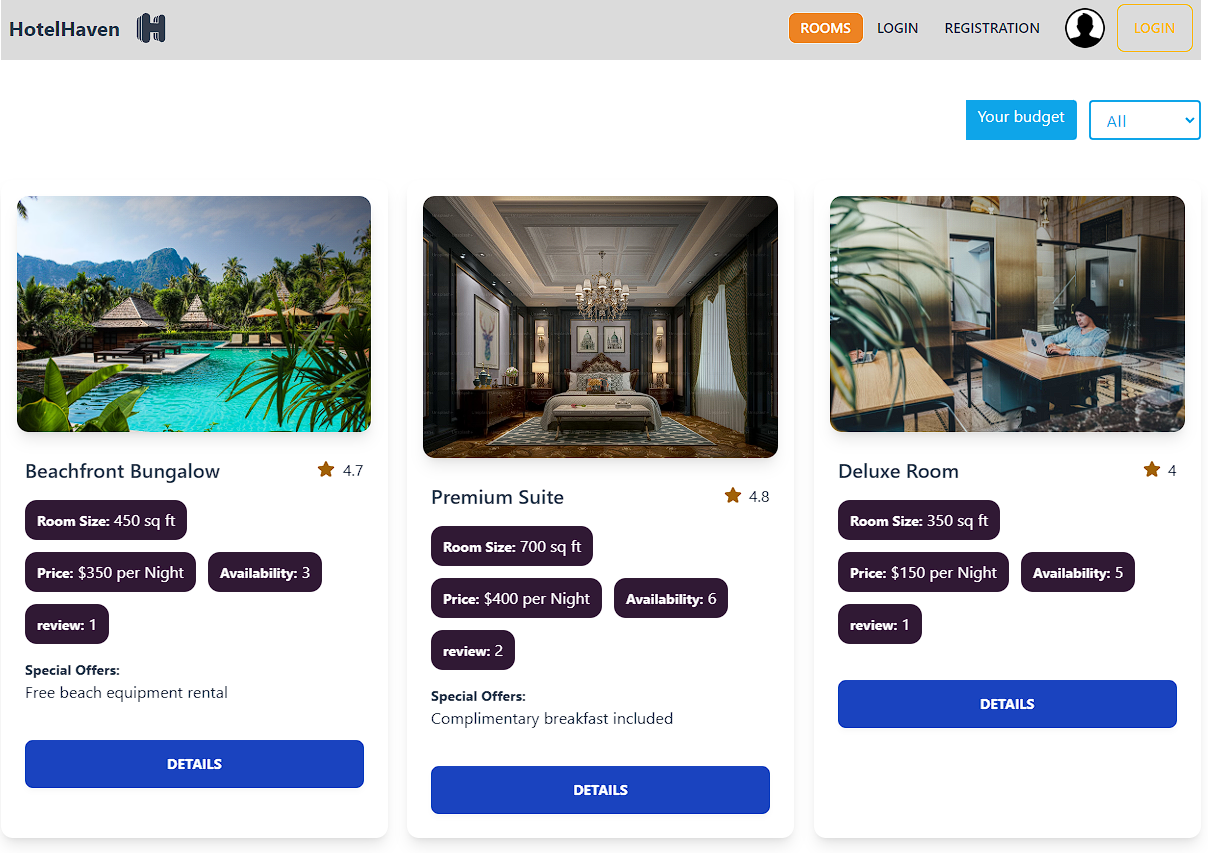 HotelHaven
ROOMS LOGIN REGISTRATION LOGIN
Your budget All
Beachfront Bungalow 4.7
Room Size: 450 sq ft
Price: $350 per Night Availability: 3
review: 1
Special Offers:
Free beach equipment rental
DETAILS
Premium Suite 4.8
Room Size: 700 sq ft
Price: $400 per Night Availability: 6
review: 2
Special Offers:
Complimentary breakfast included
DETAILS
Deluxe Room 4
Room Size: 350 sq ft
Price: $150 per Night Availability: 5
review: 1
DETAILS